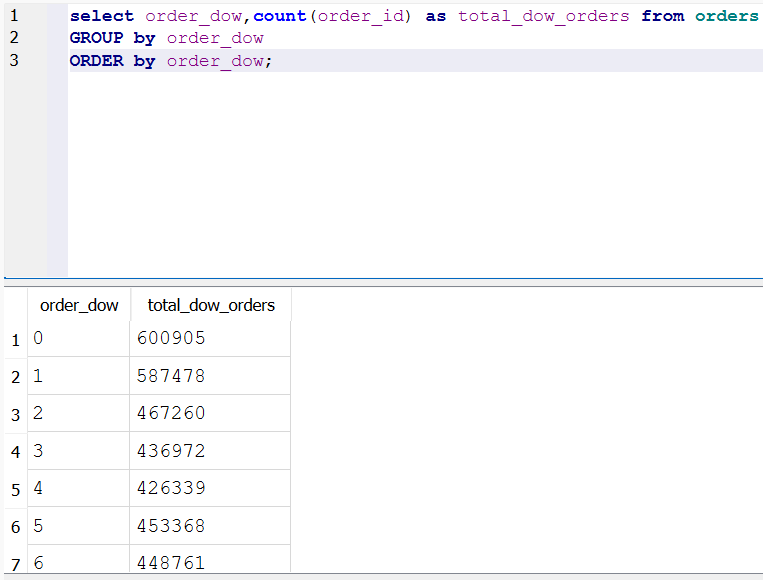 1 select order_dow,count(order_id) as total_dow_orders from orders
2 GROUP by order_dow
3 ORDER by order_dow;
order_dow total_dow_orders
1 0 600905
2 1 587478
3 2 467260
4 3 436972
5 4 426339
6 5 453368
7 6 448761